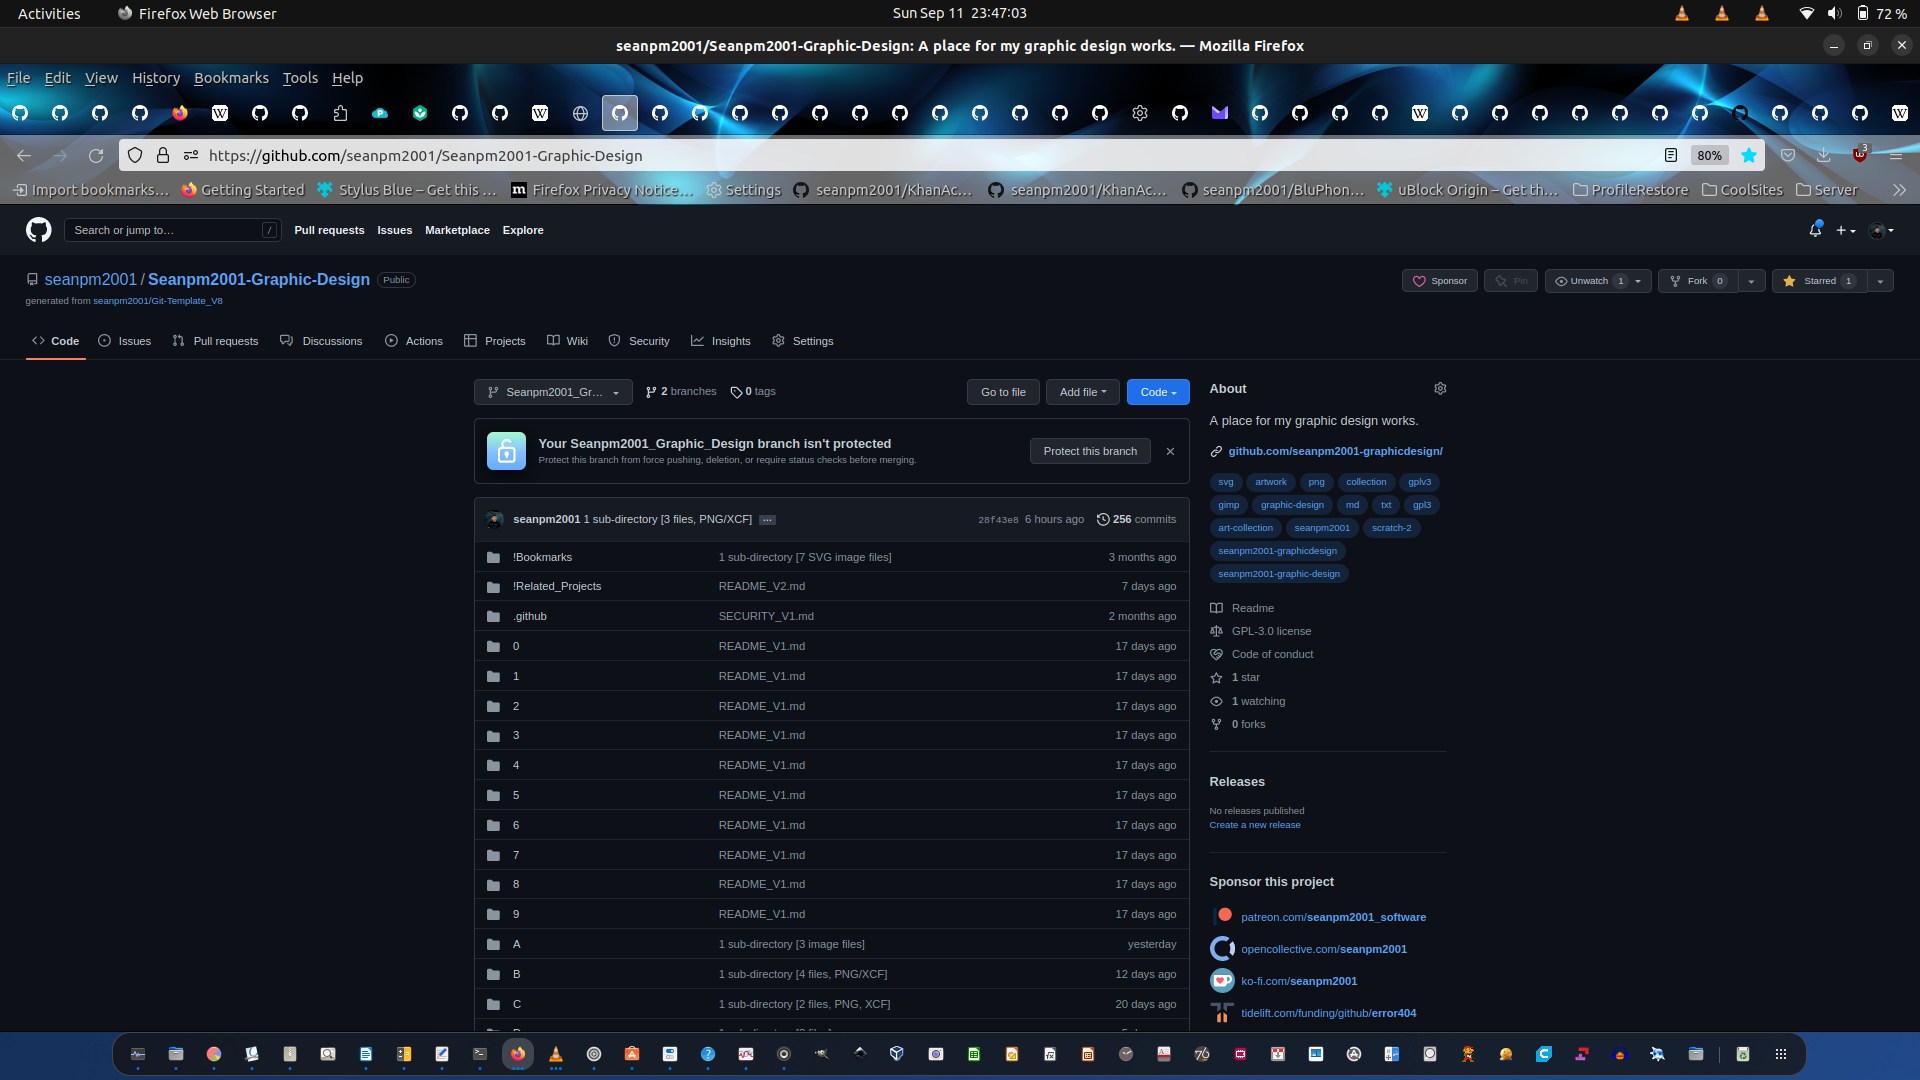 Activities
Firefox Web Browser
Sun Sep 11 23:47:03
72 %
seanpm2001/Seanpm2001-Graphic-Design: A place for my graphic design works. — Mozilla Firefox
File Edit View History Bookmarks Tools Help
https://github.com/seanpm2001/Seanpm2001-Graphic-Design
80%
3
Import bookmarks… Getting Started Stylus Blue – Get this … Firefox Privacy Notice… Settings seanpm2001/KhanAc… seanpm2001/KhanAc… seanpm2001/BluPhon… uBlock Origin – Get th… ProfileRestore CoolSites Server
Search or jump to… /
Pull requests Issues Marketplace Explore
seanpm2001 / Seanpm2001-Graphic-Design Public
generated from seanpm2001/Git-Template_V8
Sponsor Pin Unwatch 1 Fork 0 Starred 1
Code Issues Pull requests Discussions Actions Projects Wiki Security Insights Settings
Seanpm2001_Gr… 2 branches 0 tags Go to file Add file Code
Your Seanpm2001_Graphic_Design branch isn't protected
Protect this branch from force pushing, deletion, or require status checks before merging.
Protect this branch
seanpm2001 1 sub-directory [3 files, PNG/XCF] … 28f43e8 6 hours ago 256 commits
!Bookmarks 1 sub-directory [7 SVG image files] 3 months ago
!Related_Projects README_V2.md 7 days ago
.github SECURITY_V1.md 2 months ago
0 README_V1.md 17 days ago
1 README_V1.md 17 days ago
2 README_V1.md 17 days ago
3 README_V1.md 17 days ago
4 README_V1.md 17 days ago
5 README_V1.md 17 days ago
6 README_V1.md 17 days ago
7 README_V1.md 17 days ago
8 README_V1.md 17 days ago
9 README_V1.md 17 days ago
A 1 sub-directory [3 image files] yesterday
B 1 sub-directory [4 files, PNG/XCF] 12 days ago
C 1 sub-directory [2 files, PNG, XCF] 20 days ago
About
A place for my graphic design works.
github.com/seanpm2001-graphicdesign/
svg artwork png collection gplv3
gimp graphic-design md txt gpl3
art-collection seanpm2001 scratch-2
seanpm2001-graphicdesign
seanpm2001-graphic-design
Readme
GPL-3.0 license
Code of conduct
1 star
1 watching
0 forks
Releases
No releases published
Create a new release
Sponsor this project
patreon.com/seanpm2001_software
opencollective.com/seanpm2001
ko-fi.com/seanpm2001
tidelift.com/funding/github/error404